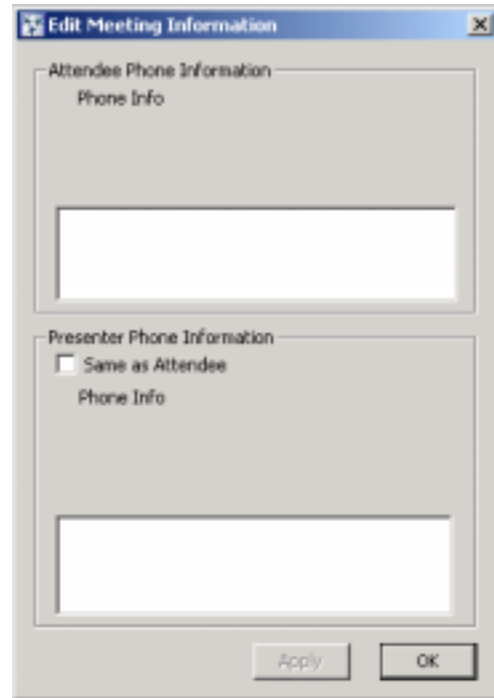 Edit Meeting Information
Attendee Phone Information
Phone Info
Presenter Phone Information
Same as Attendee
Phone Info
Apply
OK